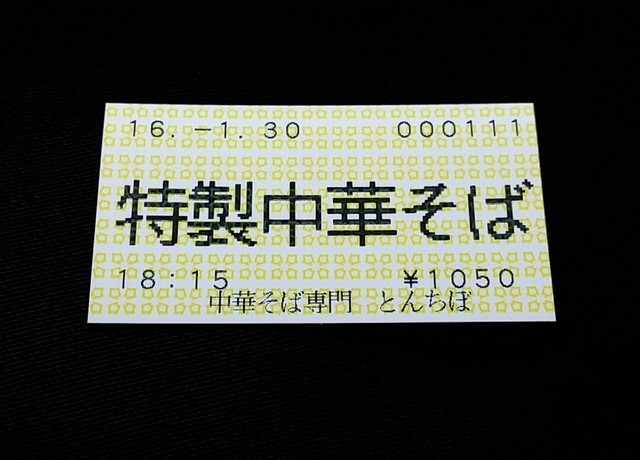 16.-1.30 000111
特製中華そば
18:15 ¥1050
中華そば専門 とんちぼ